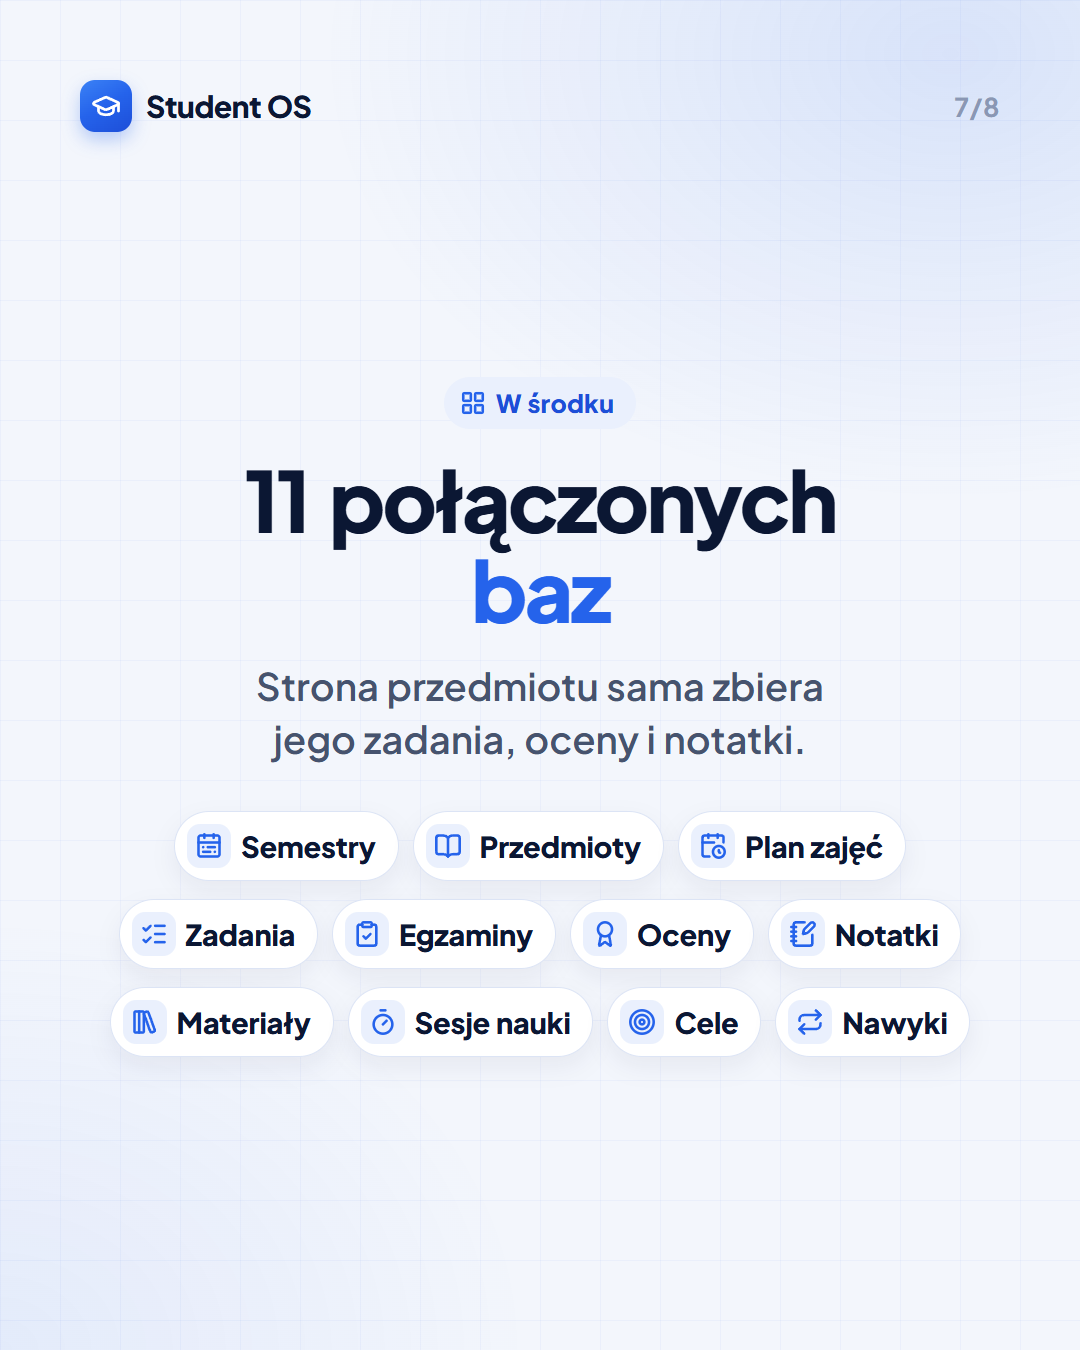 Student OS
7/8
W środku
11 połączonych
baz
Strona przedmiotu sama zbiera
jego zadania, oceny i notatki.
Semestry
Przedmioty
Plan zajęć
Zadania
Egzaminy
Oceny
Notatki
Materiały
Sesje nauki
Cele
Nawyki